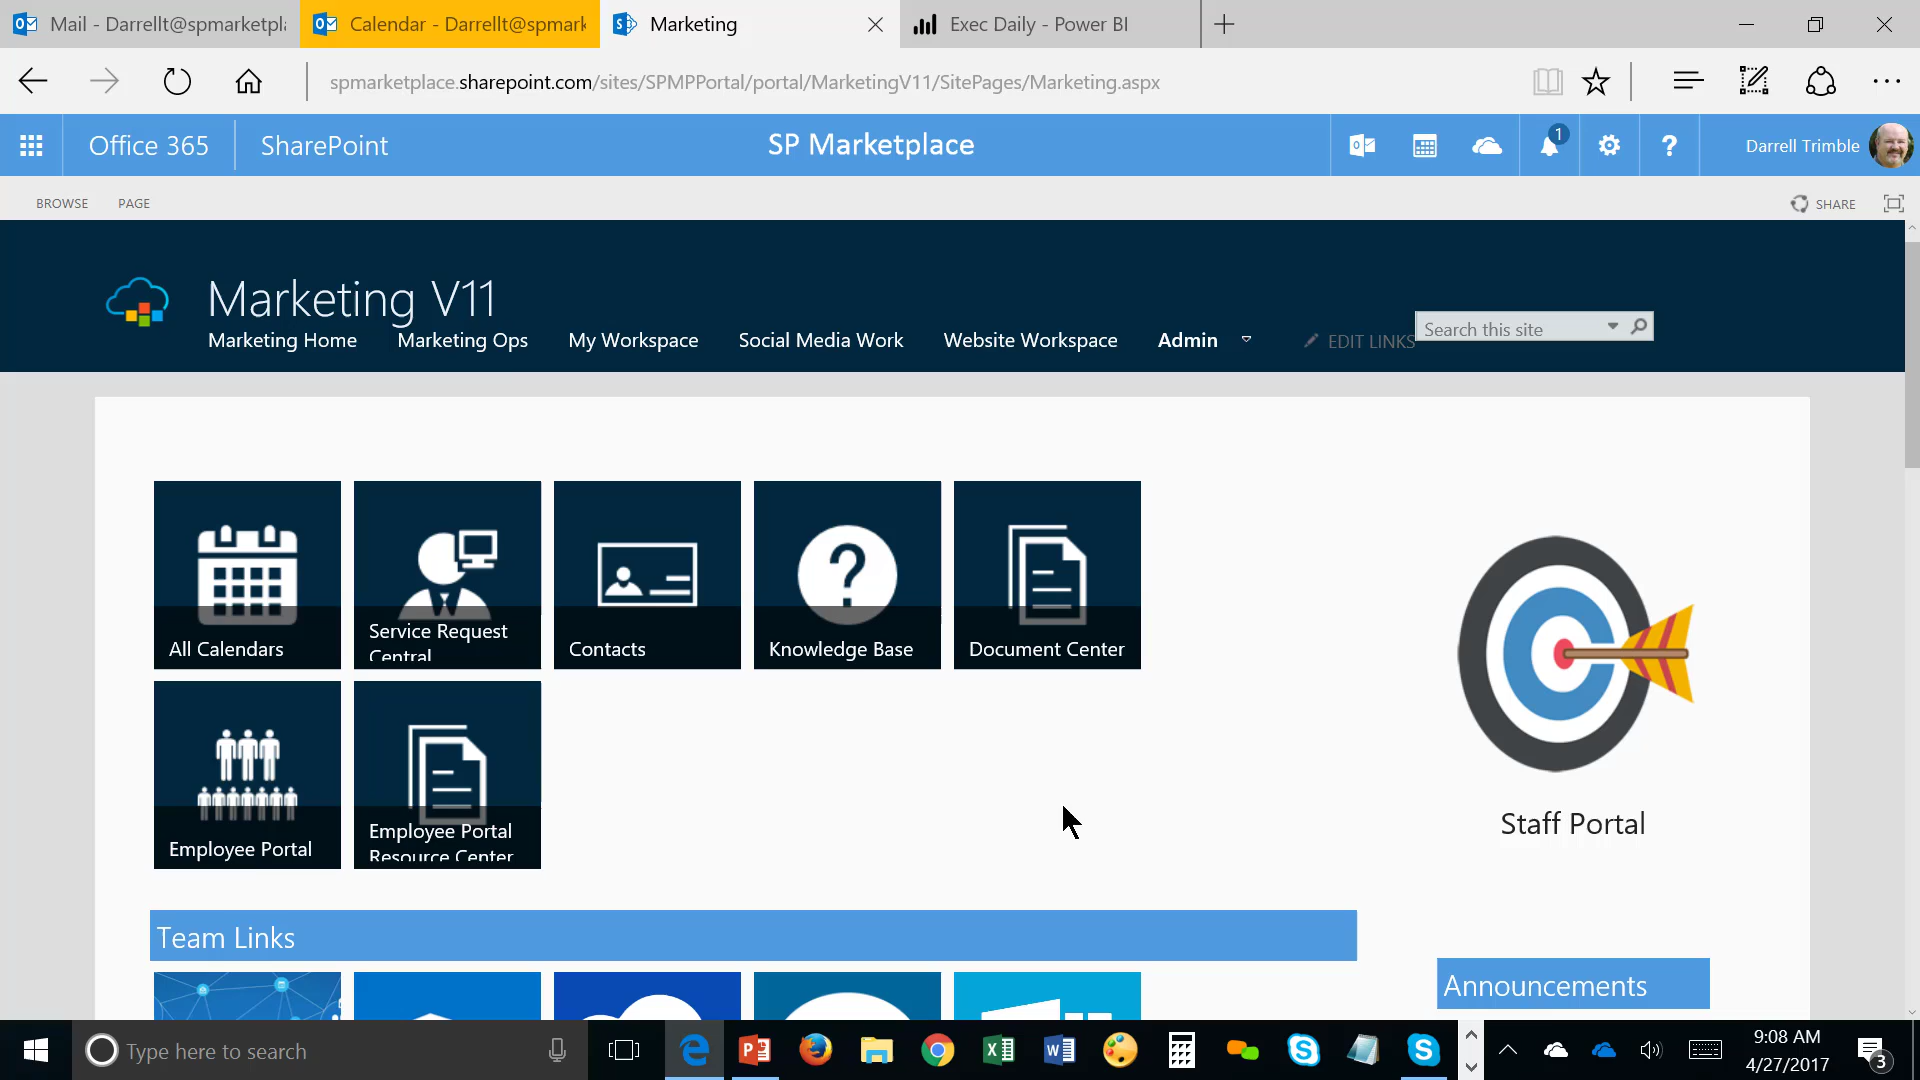 Mail - Darrellt@spmarketpl
Calendar - Darrellt@spmark
Marketing
Exec Daily - Power BI
spmarketplace.sharepoint.com/sites/SPMPPortal/portal/MarketingV11/SitePages/Marketing.aspx
Office 365
SharePoint
SP Marketplace
1
?
Darrell Trimble
BROWSE
PAGE
SHARE
Marketing V11
Marketing Home
Marketing Ops
My Workspace
Social Media Work
Website Workspace
Admin
EDIT LINKS
Search this site
All Calendars
Service Request
Central
Contacts
Knowledge Base
Document Center
Employee Portal
Employee Portal
Resource Center
Staff Portal
Team Links
Announcements
Type here to search
9:08 AM
4/27/2017
3